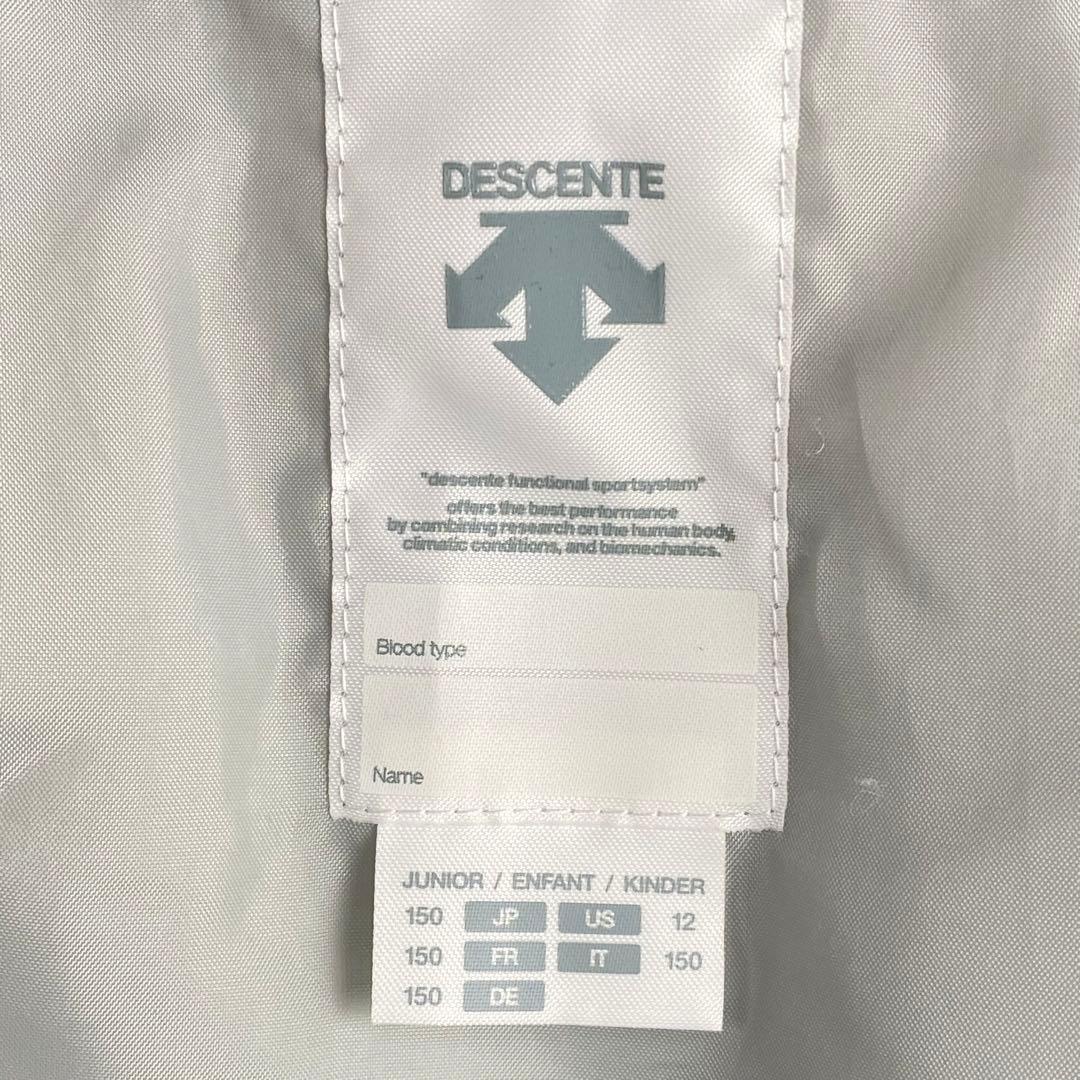 DESCENTE
"descente functional sportsystem"
offers the best performance
by combining research on the human body,
climatic conditions, and biomechanics.
Blood type
Name
JUNIOR / ENFANT / KINDER
150 JP US 12
150 FR IT 150
150 DE